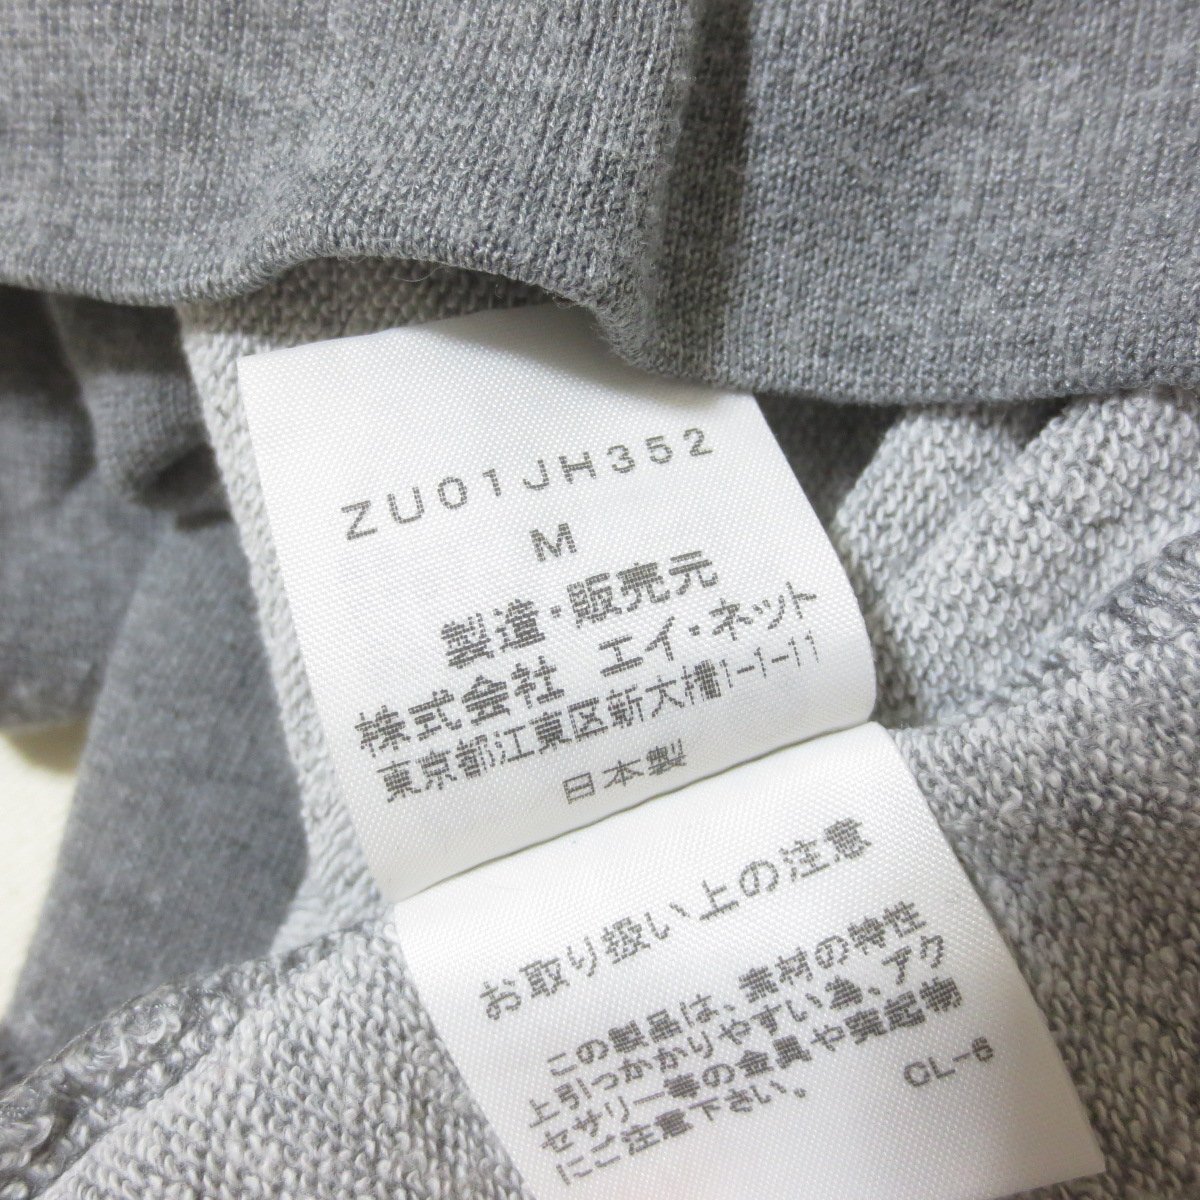 ZU01JH352
M
製造・販売元
株式会社 エイ・ネット
東京都江東区新大橋1-1-11
日本製
お取り扱い上の注意
この製品は、素材の特性
上引っかかりやすい為、アク
セサリー等の金具や突起物
にご注意下さい。
CL-6